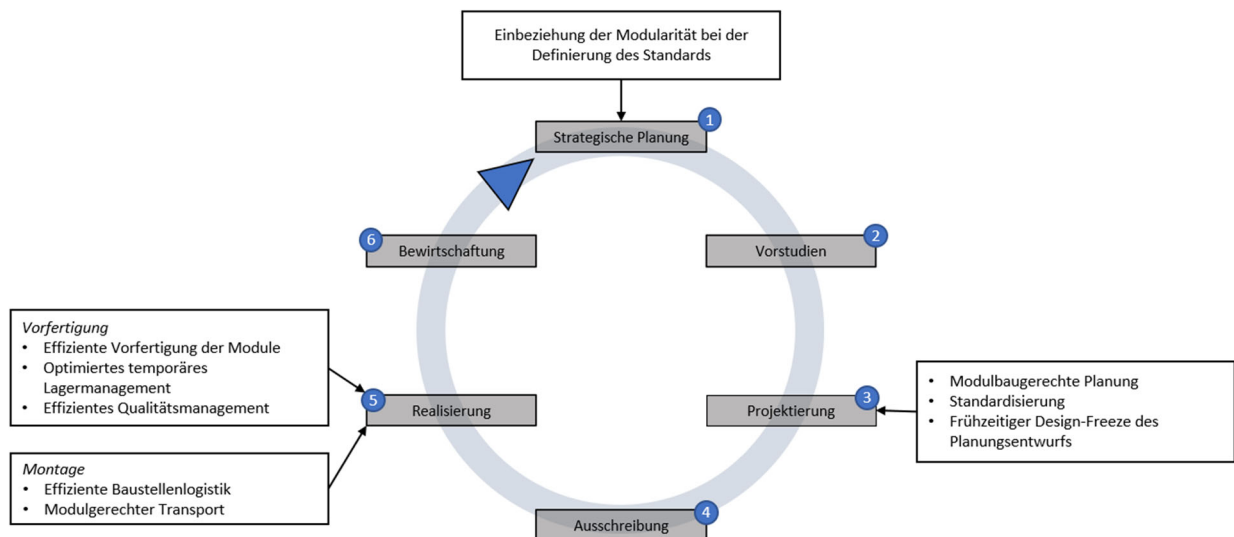 Einbeziehung der Modularität bei der
Definierung des Standards
1
Strategische Planung
6
Bewirtschaftung
2
Vorstudien
Vorfertigung
• Effiziente Vorfertigung der Module
• Optimiertes temporäres
Lagermanagement
• Effizientes Qualitätsmanagement
5
Realisierung
3
Projektierung
• Modulbaugerechte Planung
• Standardisierung
• Frühzeitiger Design-Freeze des
Planungsentwurfs
Montage
• Effiziente Baustellenlogistik
• Modulgerechter Transport
4
Ausschreibung